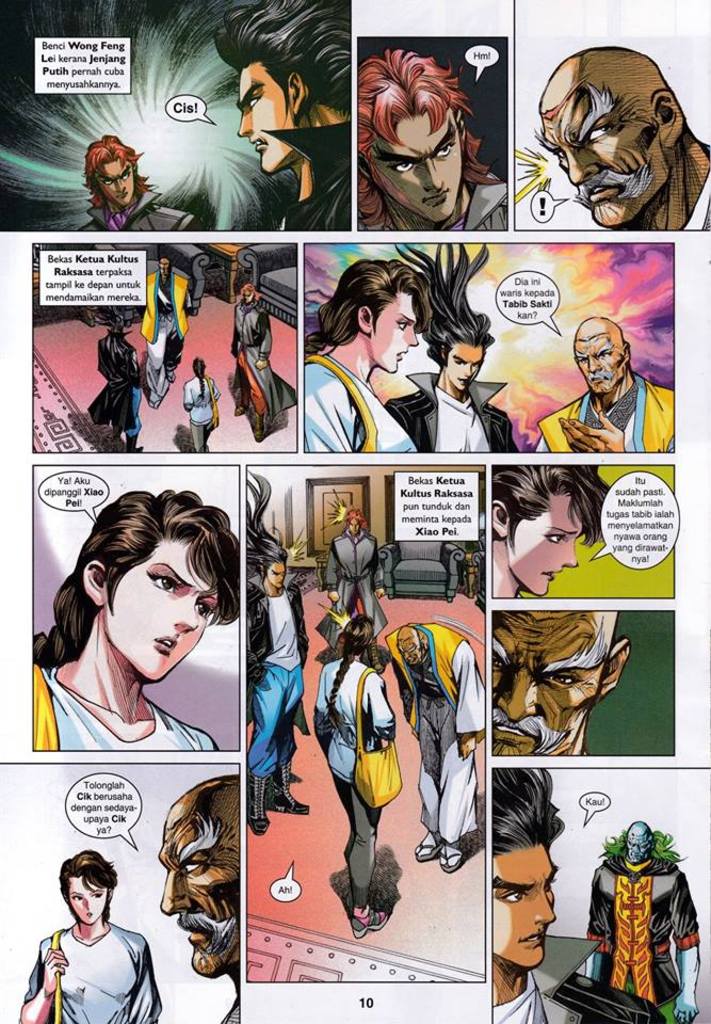 Benci Wong Feng
Lei kerana Jenjang
Putih pernah cuba
menyusahkannya.
Cis!
Hm!
!
Bekas Ketua Kultus
Raksasa terpaksa
tampil ke depan untuk
mendamaikan mereka.
Dia ini
waris kepada
Tabib Sakti
kan?
Ya! Aku
dipanggil Xiao
Pei!
Bekas Ketua
Kultus Raksasa
pun tunduk dan
meminta kepada
Xiao Pei.
Ah!
Itu
sudah pasti.
Maklumlah
tugas tabib ialah
menyelamatkan
nyawa orang
yang dirawat-
nya!
Tolonglah
Cik berusaha
dengan sedaya-
upaya Cik
ya?
Kau!
10